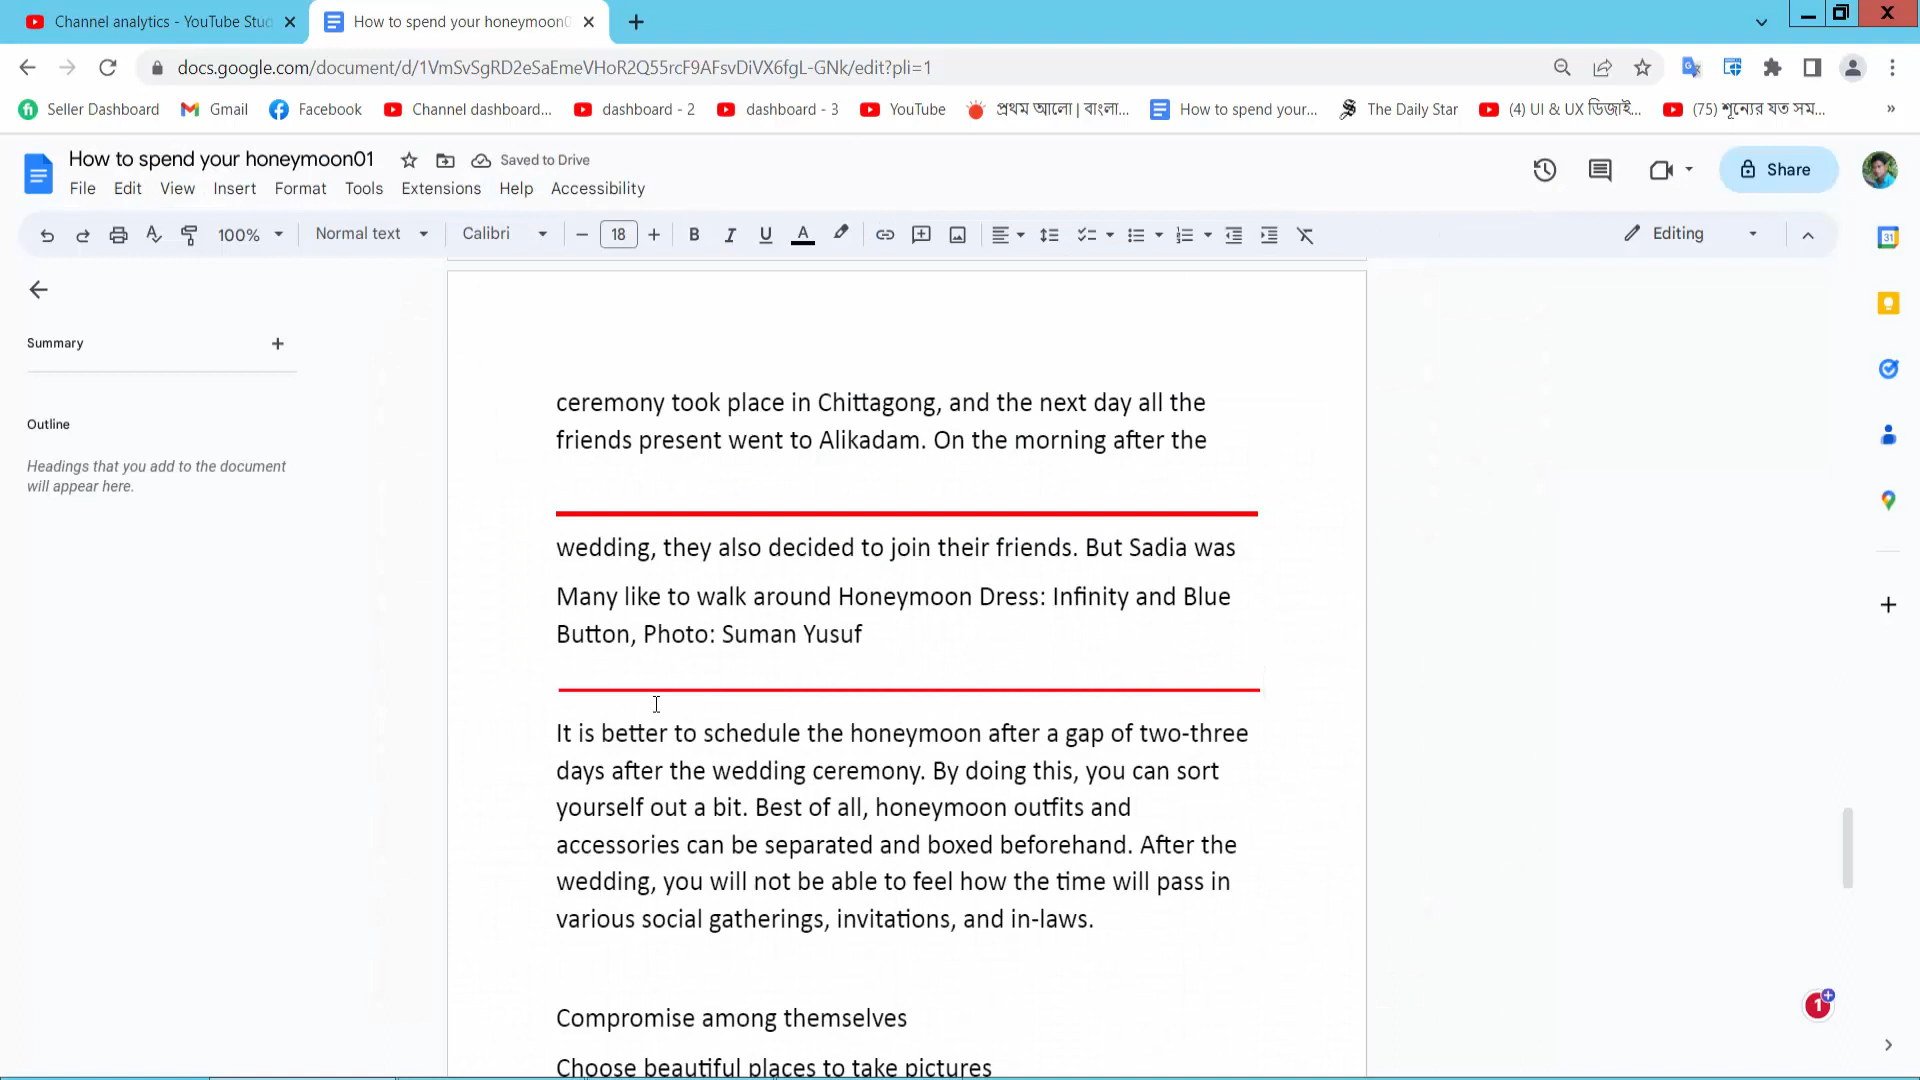 Channel analytics - YouTube Stud
How to spend your honeymoon0
docs.google.com/document/d/1VmSvSgRD2eSaEmeVHoR2Q55rcF9AFsvDiVX6fgL-GNk/edit?pli=1
Seller Dashboard
Gmail
Facebook
Channel dashboard...
dashboard - 2
dashboard - 3
YouTube
প্রথম আলো | বাংলা...
How to spend your...
The Daily Star
(4) UI & UX ডিজাই...
(75) শূন্যের যত সম...
»
How to spend your honeymoon01
Saved to Drive
File Edit View Insert Format Tools Extensions Help Accessibility
Share
100%
Normal text
Calibri
18
B I U A
Editing
31
Summary
Outline
Headings that you add to the document
will appear here.
ceremony took place in Chittagong, and the next day all the
friends present went to Alikadam. On the morning after the
wedding, they also decided to join their friends. But Sadia was
Many like to walk around Honeymoon Dress: Infinity and Blue
Button, Photo: Suman Yusuf
It is better to schedule the honeymoon after a gap of two-three
days after the wedding ceremony. By doing this, you can sort
yourself out a bit. Best of all, honeymoon outfits and
accessories can be separated and boxed beforehand. After the
wedding, you will not be able to feel how the time will pass in
various social gatherings, invitations, and in-laws.
1
Compromise among themselves
Choose beautiful places to take pictures